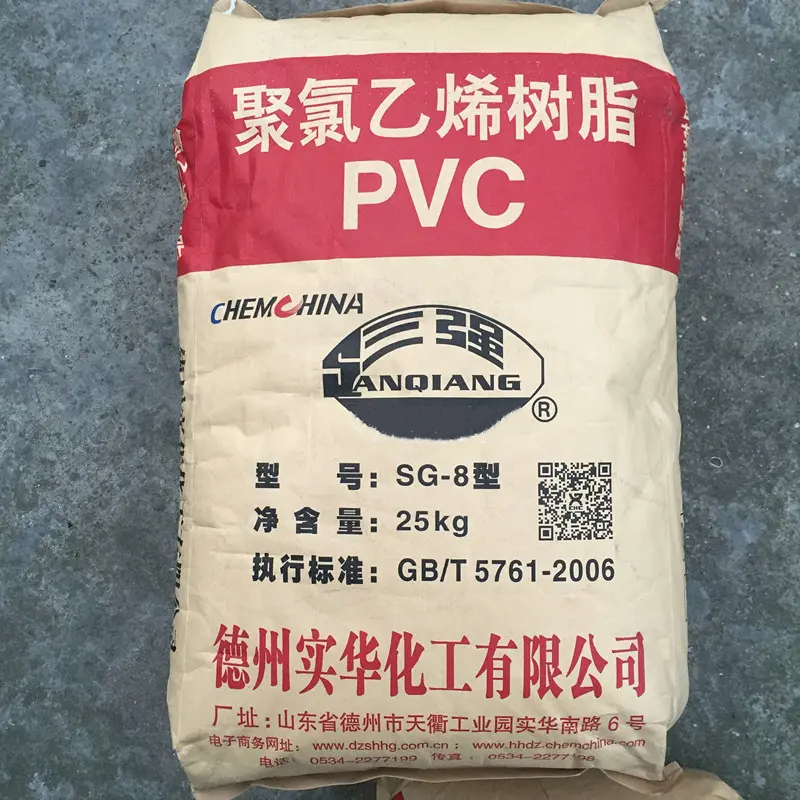 聚氯乙烯树脂
PVC
CHEMCHINA
三强
SANQIANG
®
型 号：SG-8型
净含量：25kg
执行标准：GB/T 5761-2006
德州实华化工有限公司
厂址：山东省德州市天衢工业园实华南路6号
电子商务网址：www.dzshhg.com.cn；www.hhdz.chemchina.com
电话：0534-2277199 传真：0534-2277198